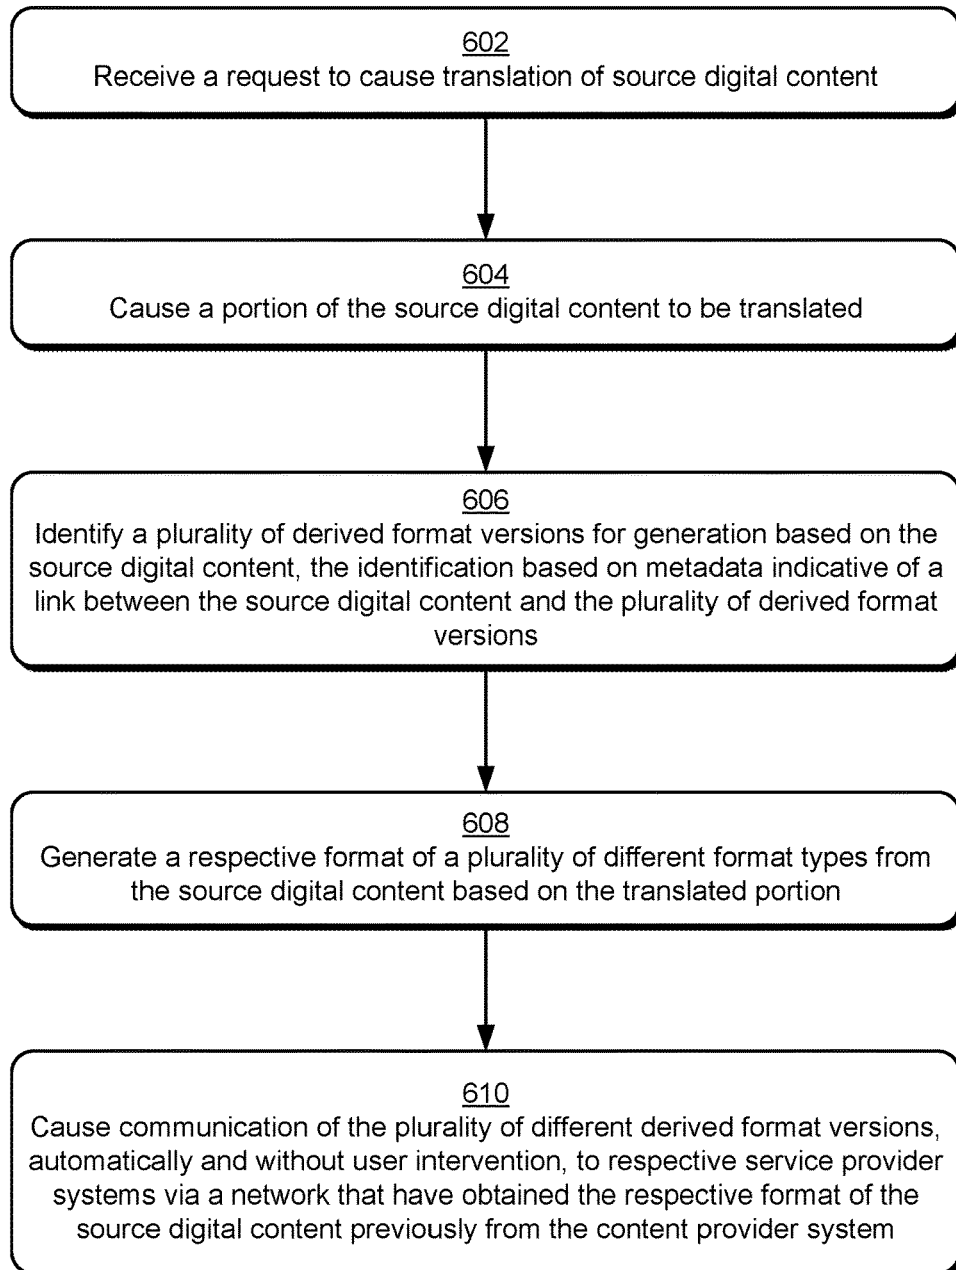 602
Receive a request to cause translation of source digital content
604
Cause a portion of the source digital content to be translated
606
Identify a plurality of derived format versions for generation based on the
source digital content, the identification based on metadata indicative of a
link between the source digital content and the plurality of derived format
versions
608
Generate a respective format of a plurality of different format types from
the source digital content based on the translated portion
610
Cause communication of the plurality of different derived format versions,
automatically and without user intervention, to respective service provider
systems via a network that have obtained the respective format of the
source digital content previously from the content provider system